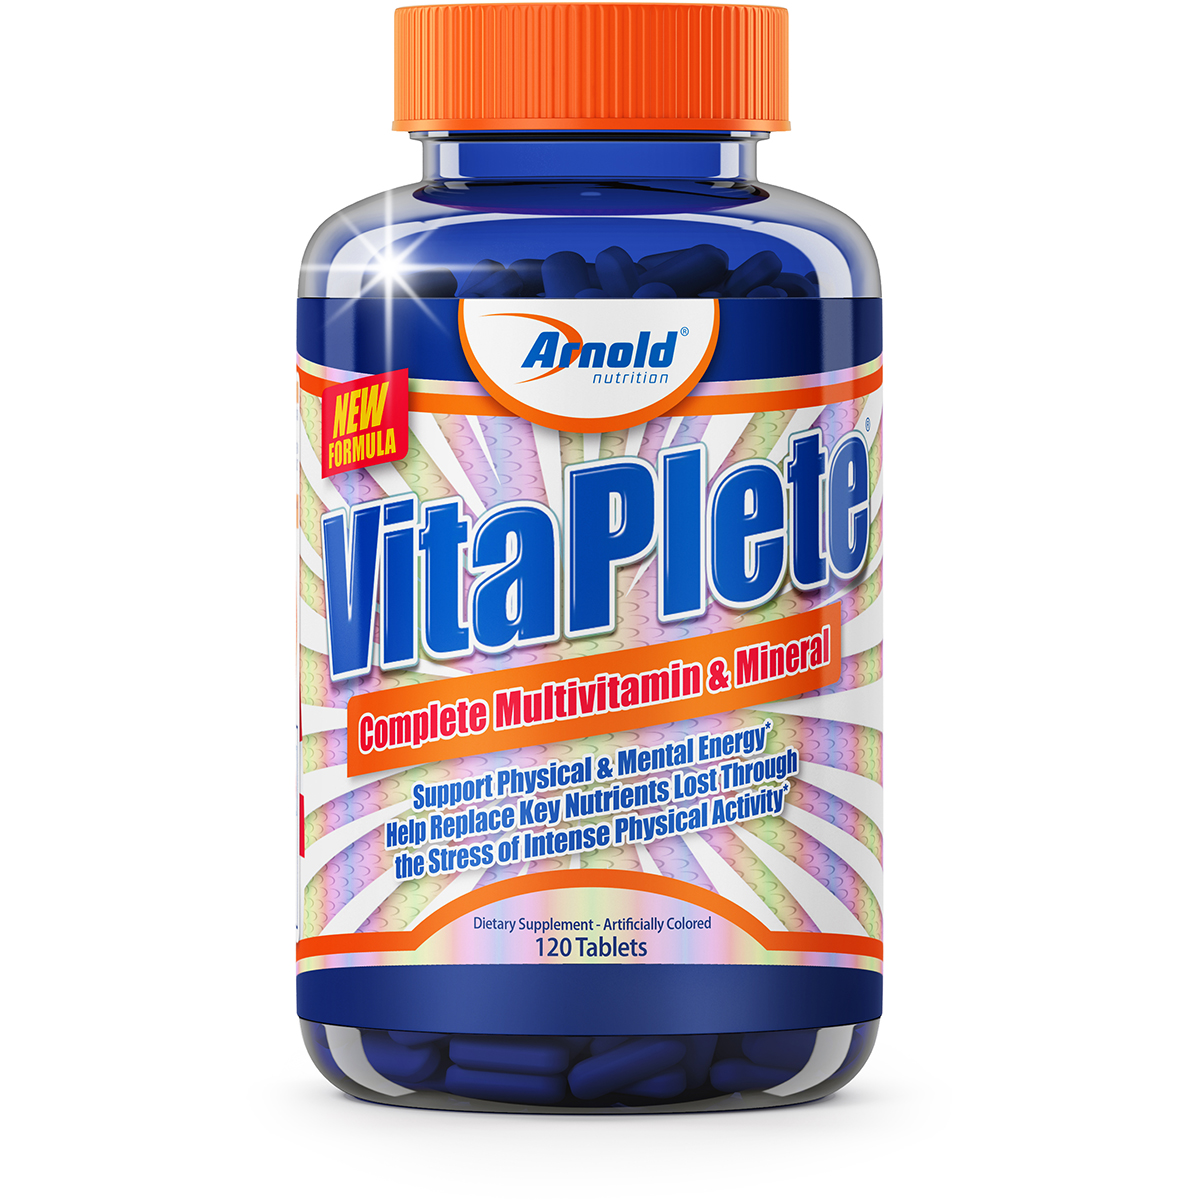 Arnold®
nutrition
NEW
FORMULA
VitaPlete®
Complete Multivitamin & Mineral
Support Physical & Mental Energy*
Help Replace Key Nutrients Lost Through
the Stress of Intense Physical Activity*
Dietary Supplement - Artificially Colored
120 Tablets